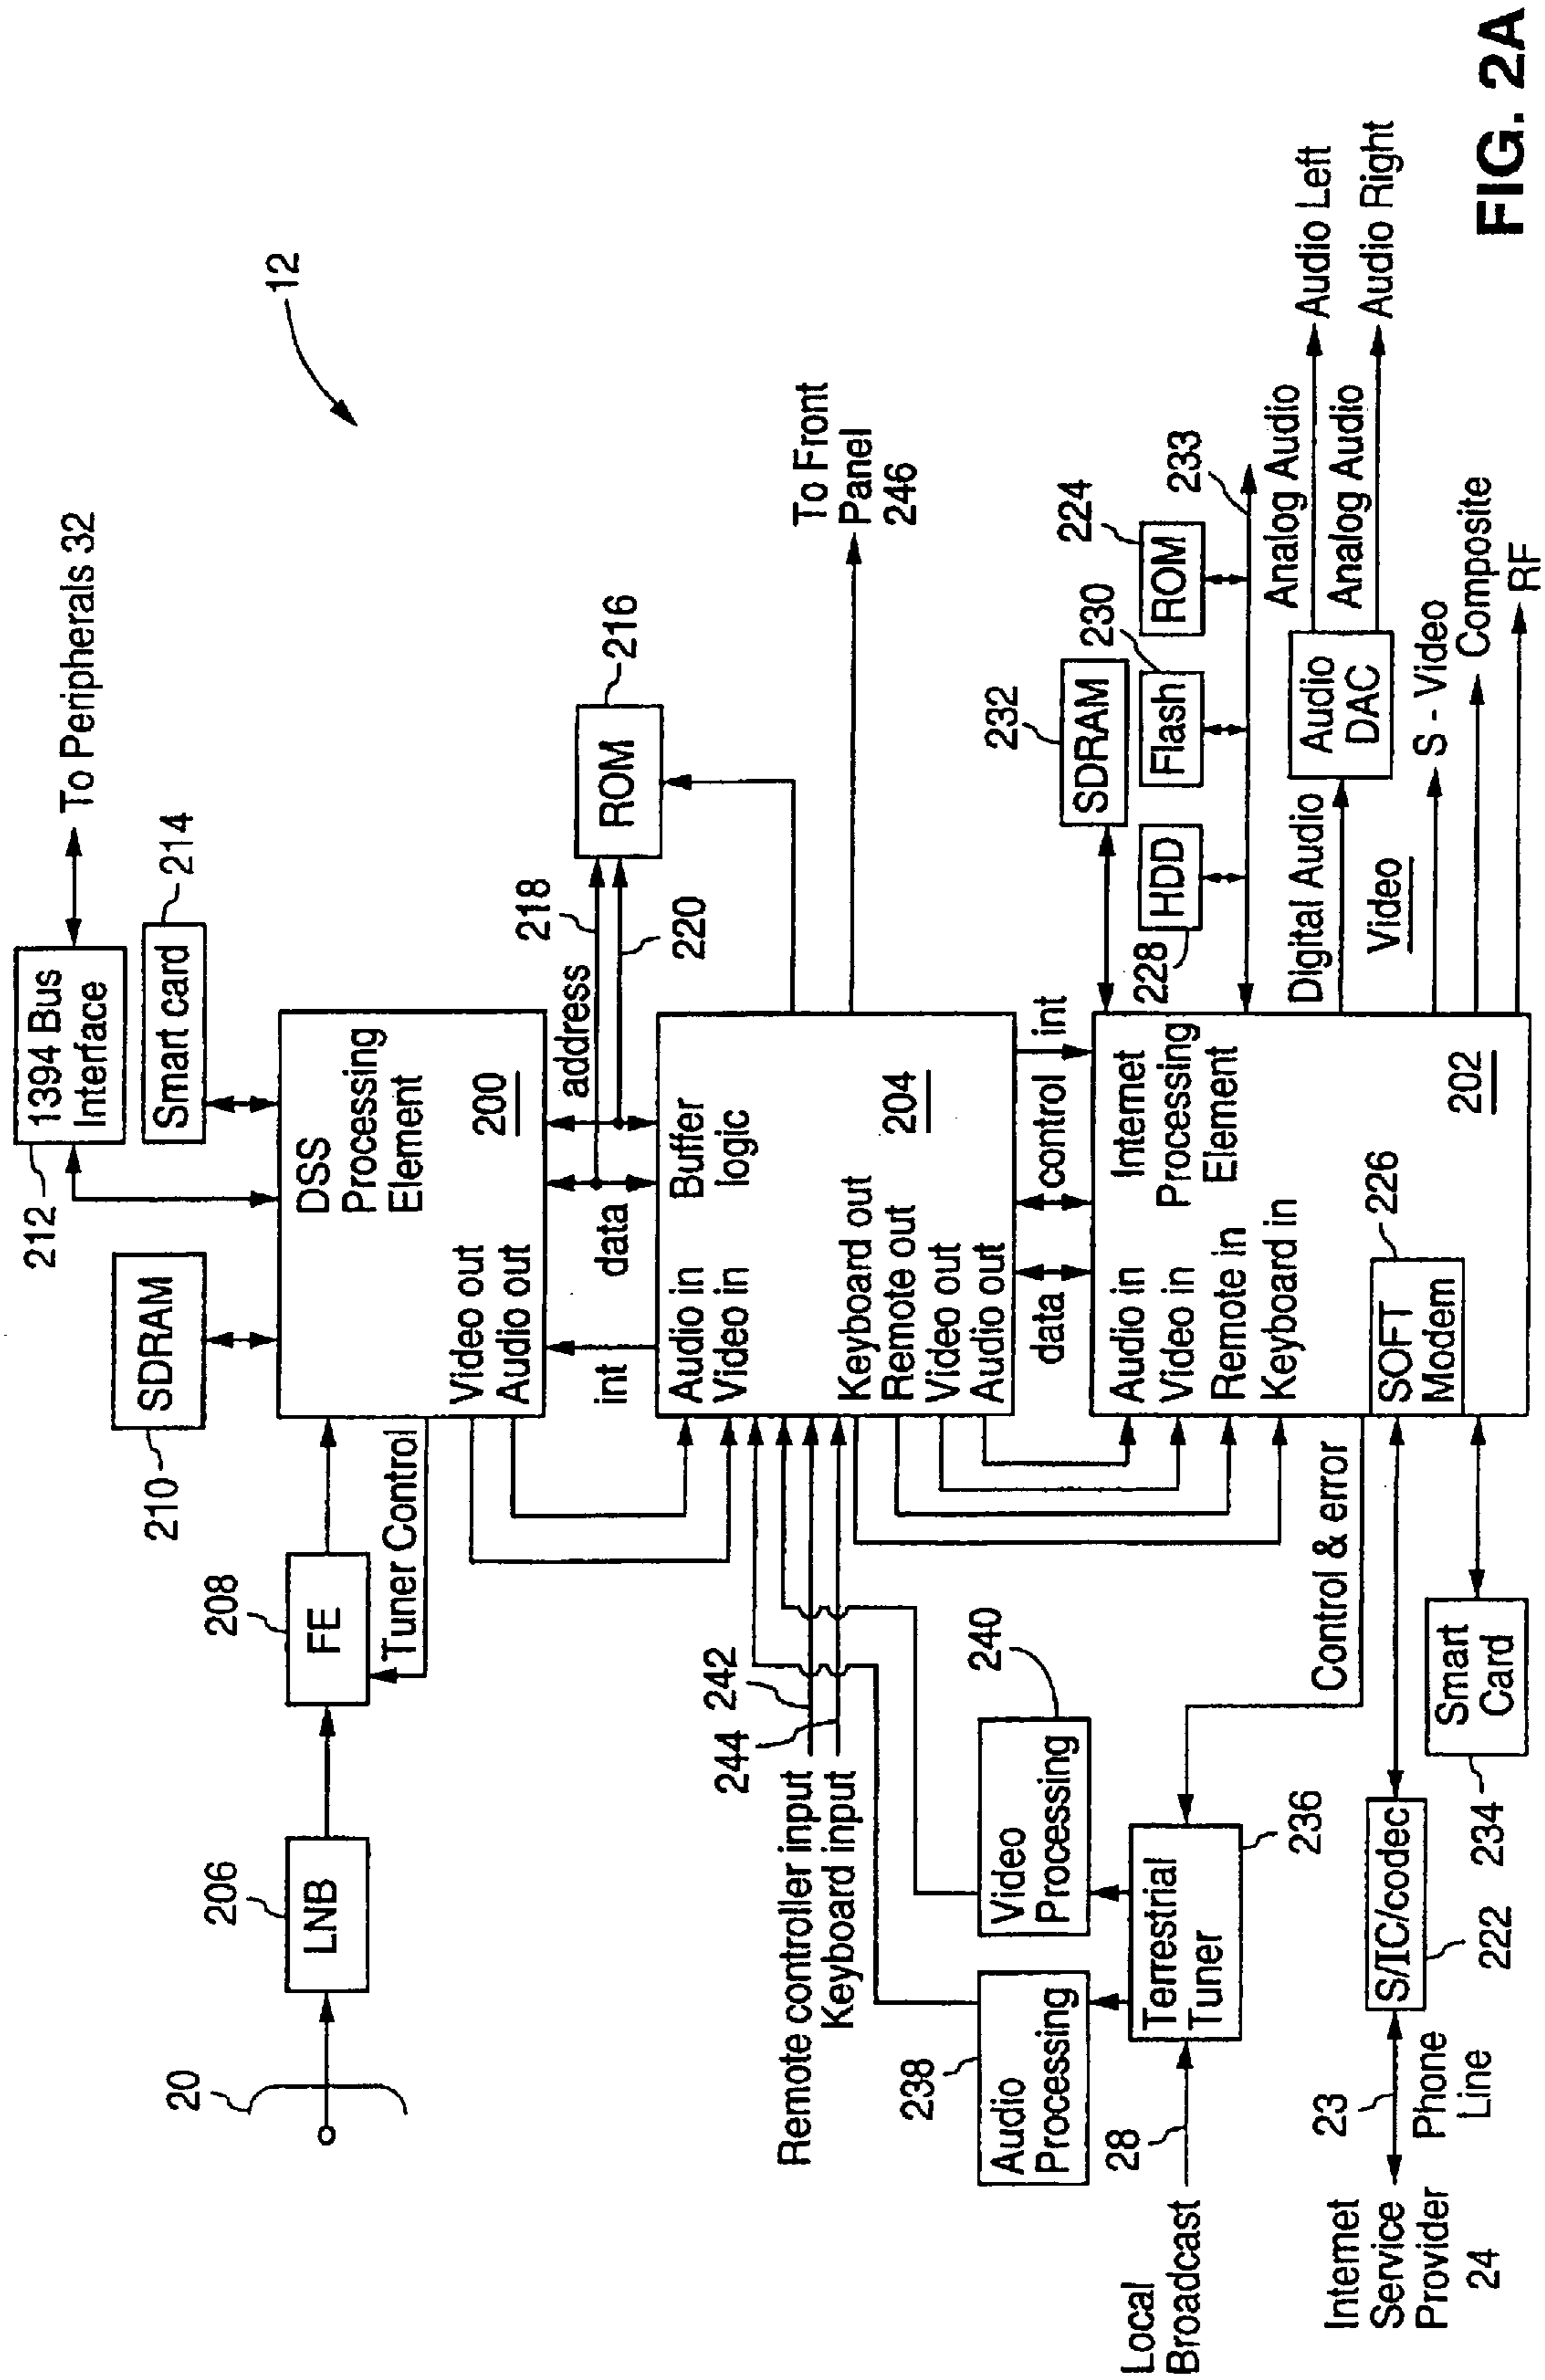 12
1394 Bus
Interface
To Peripherals 32
212
Smart card
214
SDRAM
210
20
LNB
206
FE
208
Tuner Control
DSS
Processing
Element
200
Video out
Audio out
int
data
address
218
220
ROM
216
Remote controller input
Keyboard input
242
244
Audio in
Video in
Buffer
logic
204
Keyboard out
Remote out
Video out
Audio out
To Front
Panel
246
data
control
int
Audio
Processing
238
Video
Processing
240
Local
Broadcast
28
Terrestrial
Tuner
236
Control & error
Internet
Processing
Element
202
Audio in
Video in
Remote in
Keyboard in
SOFT
Modem
226
SDRAM
232
HDD
228
Flash
230
ROM
224
233
Digital Audio
Audio
DAC
Analog Audio
Audio Left
Analog Audio
Audio Right
Video
S - Video
Composite
RF
Internet
Service
Provider
24
23
Phone
Line
S/IC/codec
222
Smart
Card
234
FIG. 2A